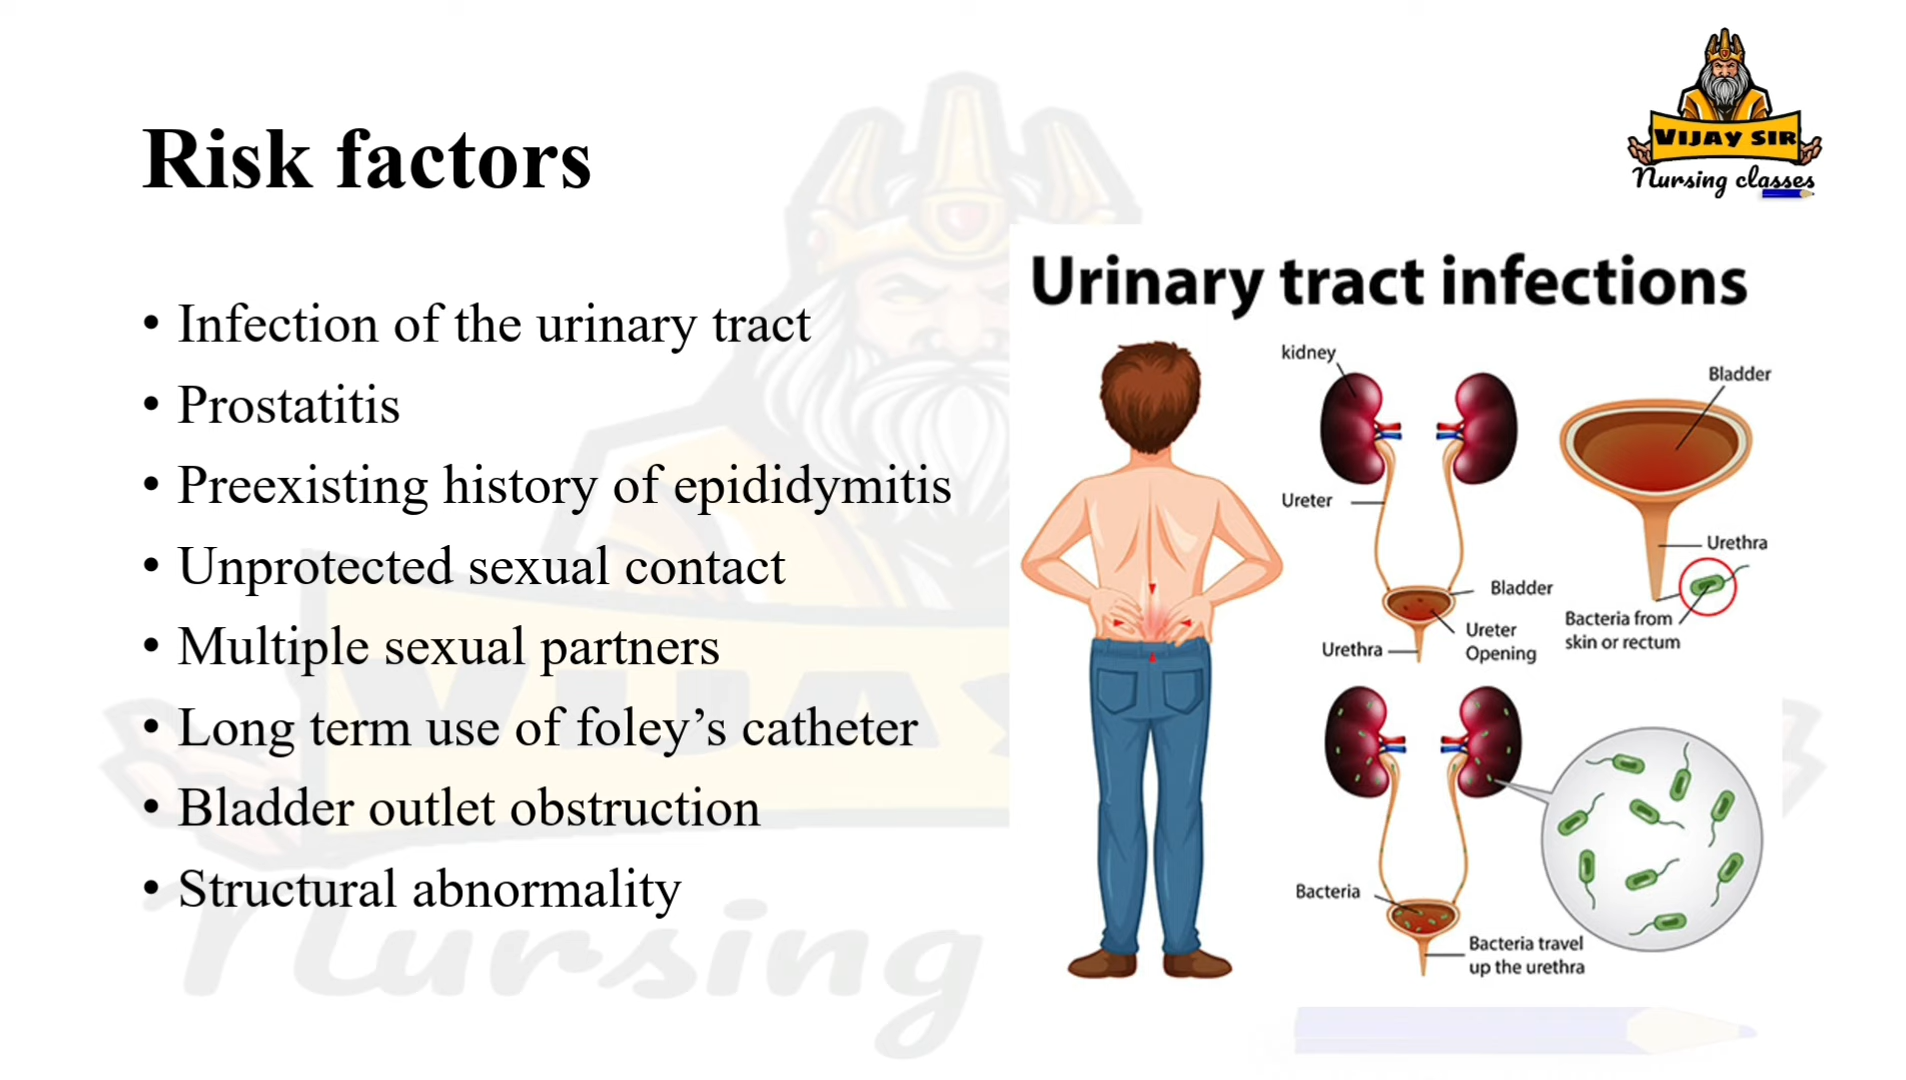 VIJAY SIR
Nursing classes
Risk factors
• Infection of the urinary tract
• Prostatitis
• Preexisting history of epididymitis
• Unprotected sexual contact
• Multiple sexual partners
• Long term use of foley’s catheter
• Bladder outlet obstruction
• Structural abnormality
Urinary tract infections
kidney
Ureter
Bladder
Ureter
Opening
Urethra
Bladder
Urethra
Bacteria from
skin or rectum
Bacteria
Bacteria travel
up the urethra
VIJAY S
Nursing